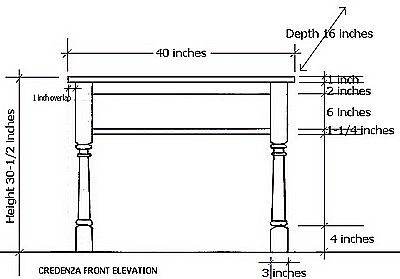 Depth 16 inches
40 inches
1 inch
2 inches
1 inch overlap
6 inches
1-1/4 inches
Height 30-1/2 inches
4 inches
CREDENZA FRONT ELEVATION
3 inches